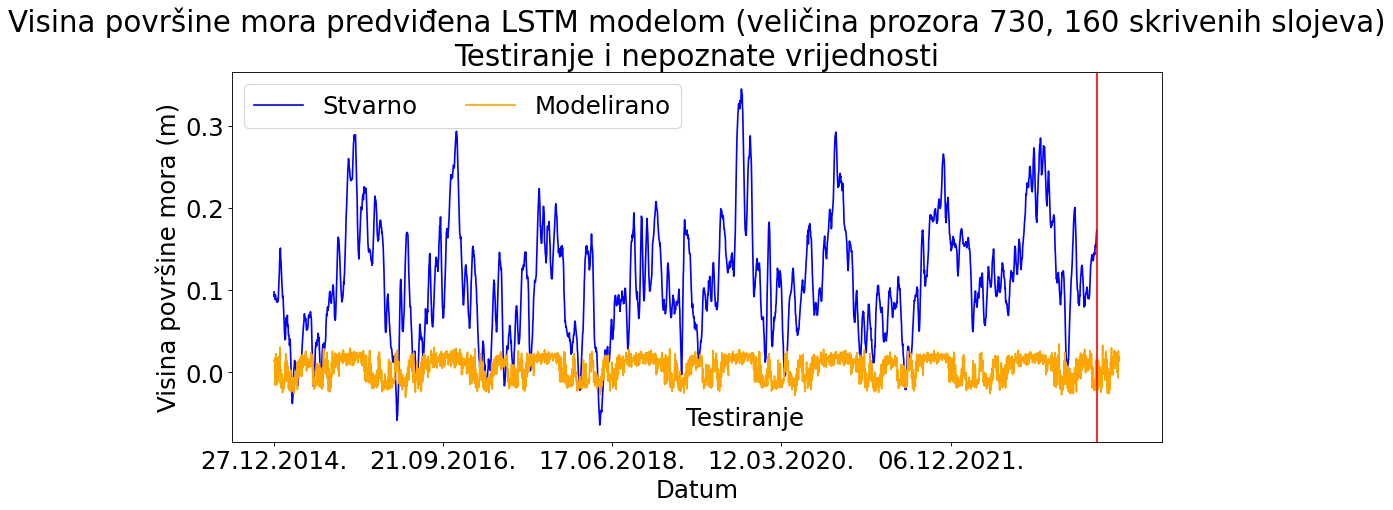 Visina površine mora predviđena LSTM modelom (veličina prozora 730, 160 skrivenih slojeva)
Testiranje i nepoznate vrijednosti
Stvarno Modelirano
Visina površine mora (m)
0.3
0.2
0.1
0.0
Testiranje
27.12.2014. 21.09.2016. 17.06.2018. 12.03.2020. 06.12.2021.
Datum